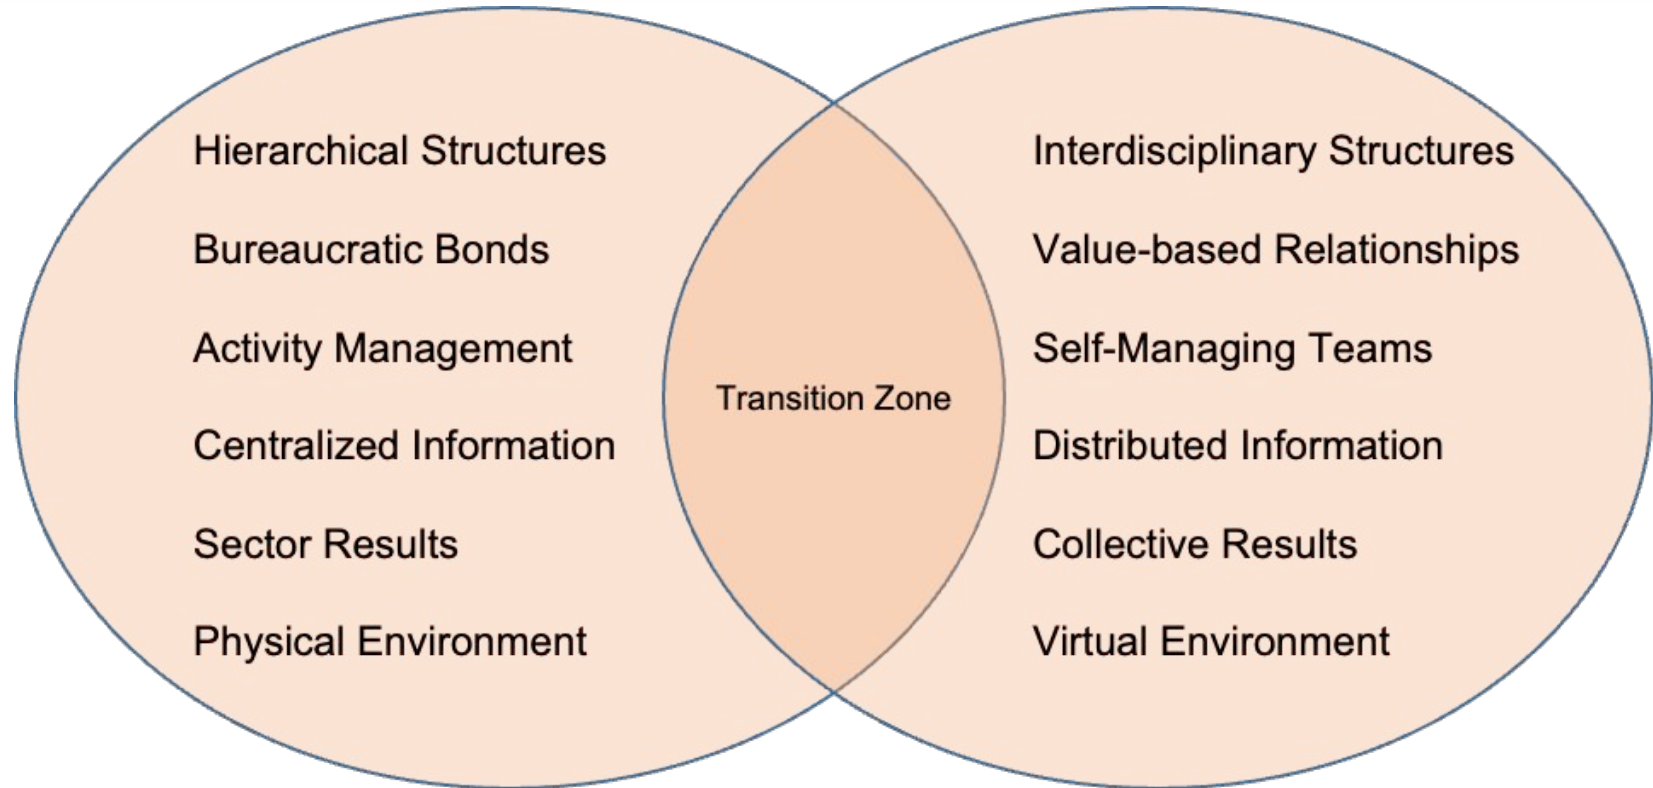 Hierarchical Structures
Bureaucratic Bonds
Activity Management
Centralized Information
Sector Results
Physical Environment
Transition Zone
Interdisciplinary Structures
Value-based Relationships
Self-Managing Teams
Distributed Information
Collective Results
Virtual Environment